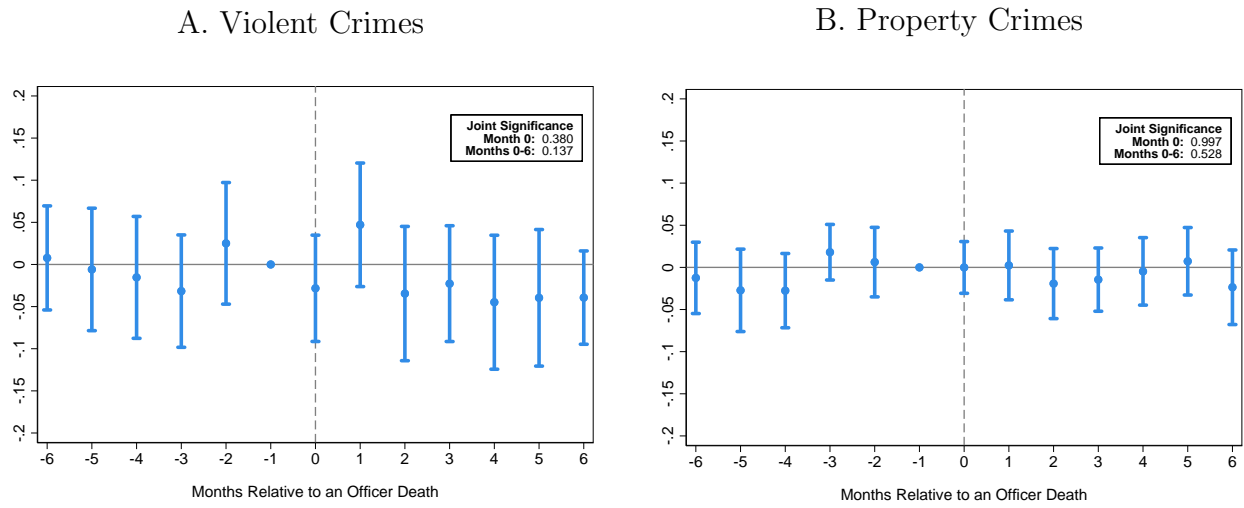 A. Violent Crimes
.2
.15
.1
.05
0
-.05
-.1
-.15
-.2
Joint Significance
Month 0: 0.380
Months 0-6: 0.137
-6 -5 -4 -3 -2 -1 0 1 2 3 4 5 6
Months Relative to an Officer Death
B. Property Crimes
.2
.15
.1
.05
0
-.05
-.1
-.15
-.2
Joint Significance
Month 0: 0.997
Months 0-6: 0.528
-6 -5 -4 -3 -2 -1 0 1 2 3 4 5 6
Months Relative to an Officer Death